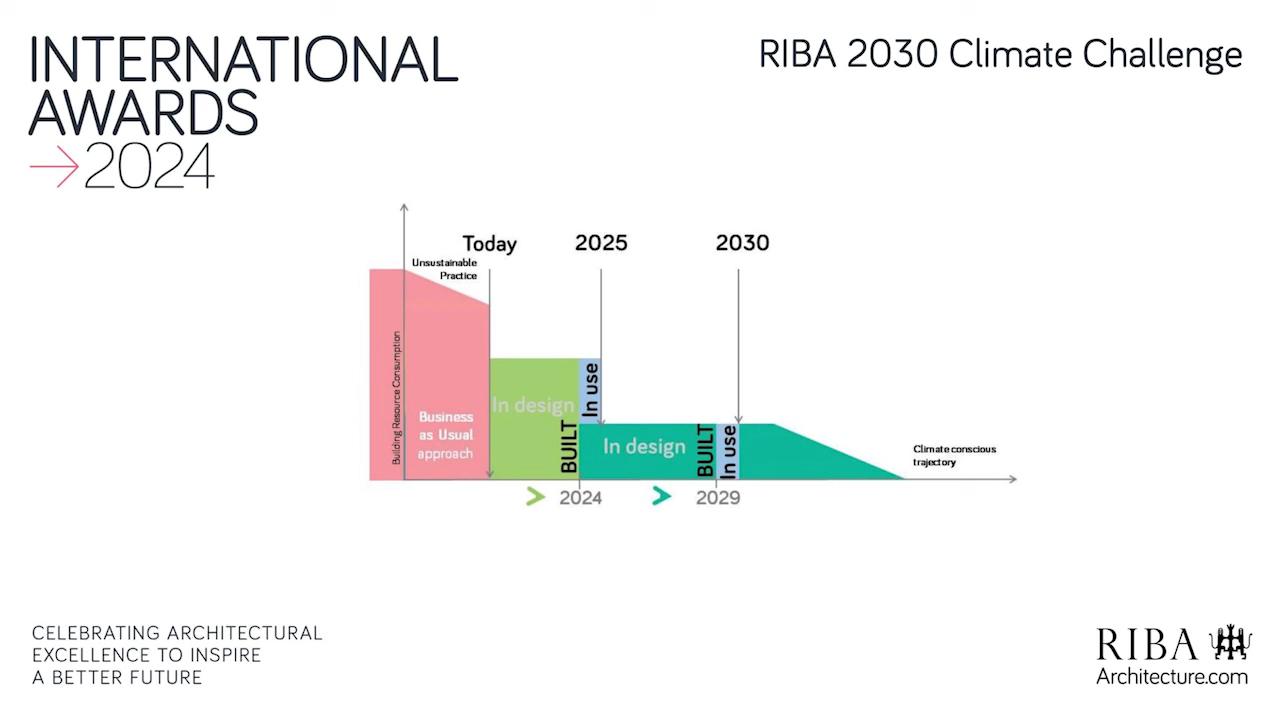 INTERNATIONAL
AWARDS
→2024
RIBA 2030 Climate Challenge
Today
2025
2030
Unsustainable
Practice
Building Resource Consumption
Business
as Usual
approach
In design
BUILT
In use
In design
BUILT
In use
Climate conscious
trajectory
2024
2029
CELEBRATING ARCHITECTURAL
EXCELLENCE TO INSPIRE
A BETTER FUTURE
RIBA
Architecture.com